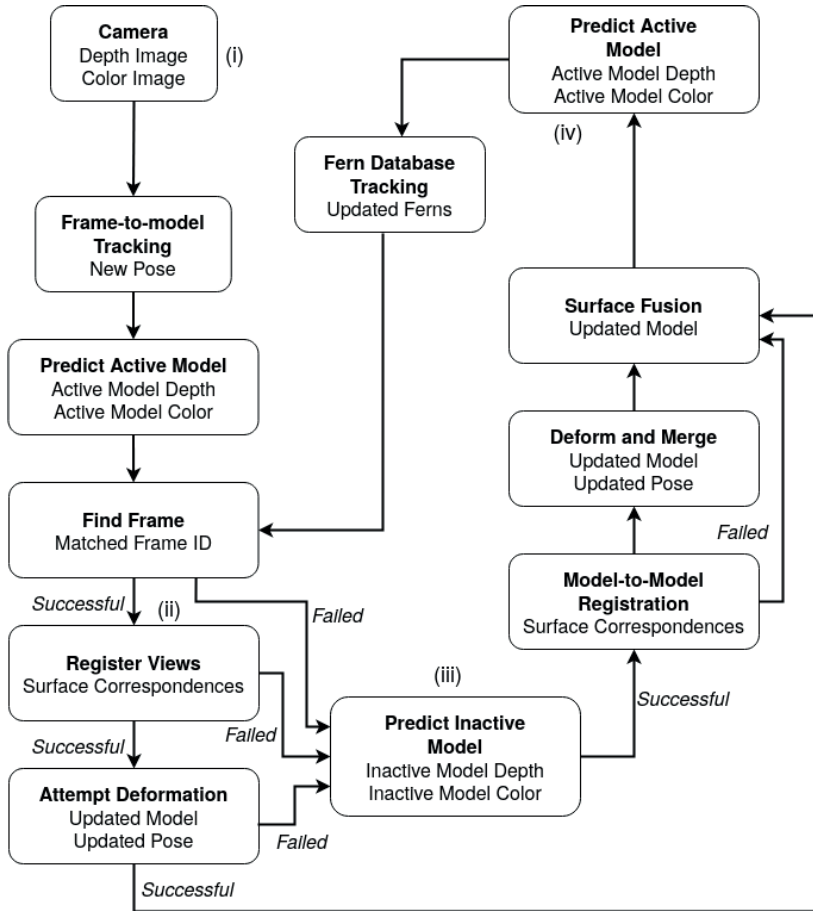 Camera
Depth Image
Color Image
(i)
Frame-to-model
Tracking
New Pose
Predict Active Model
Active Model Depth
Active Model Color
Find Frame
Matched Frame ID
Successful
(ii)
Failed
Register Views
Surface Correspondences
Successful
Failed
Attempt Deformation
Updated Model
Updated Pose
Failed
Successful
(iii)
Predict Inactive
Model
Inactive Model Depth
Inactive Model Color
Successful
Model-to-Model
Registration
Surface Correspondences
Failed
Deform and Merge
Updated Model
Updated Pose
Surface Fusion
Updated Model
(iv)
Predict Active
Model
Active Model Depth
Active Model Color
Fern Database
Tracking
Updated Ferns